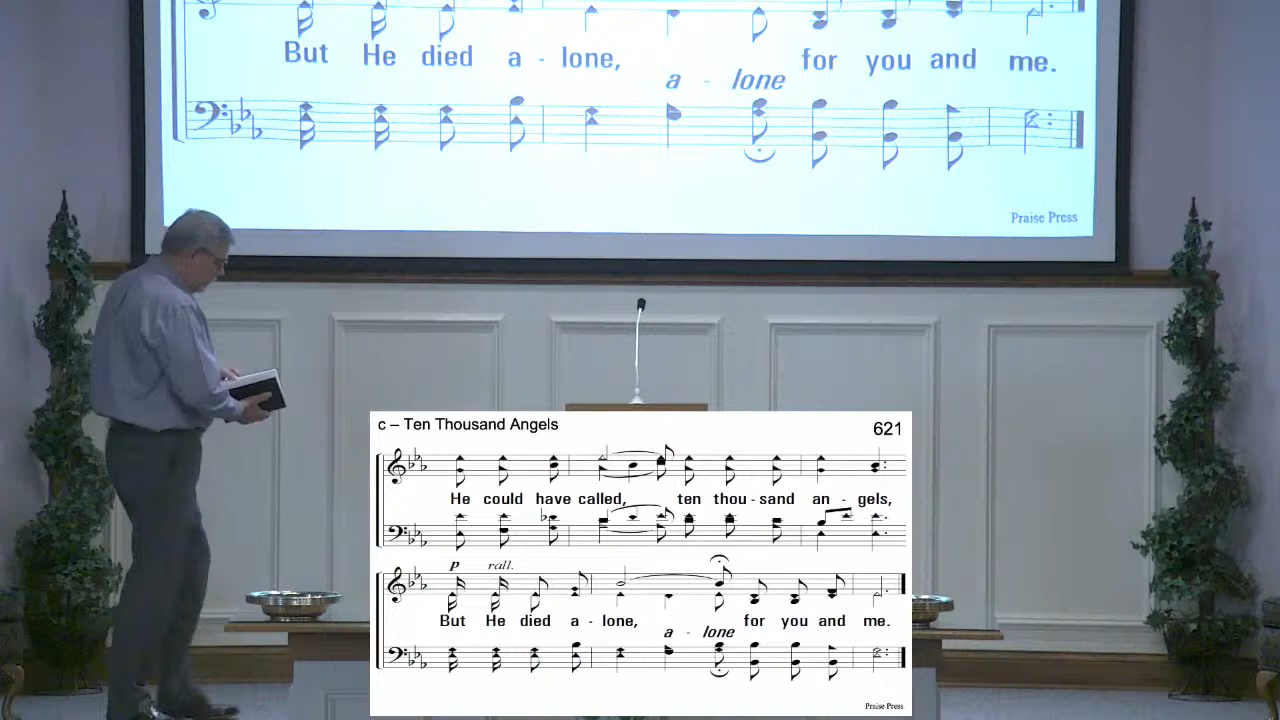 But He died a - lone, for you and me.
a - lone
Praise Press
c – Ten Thousand Angels 621
He could have called, ten thou - sand an - gels,
p rall.
But He died a - lone, for you and me.
a - lone
Praise Press